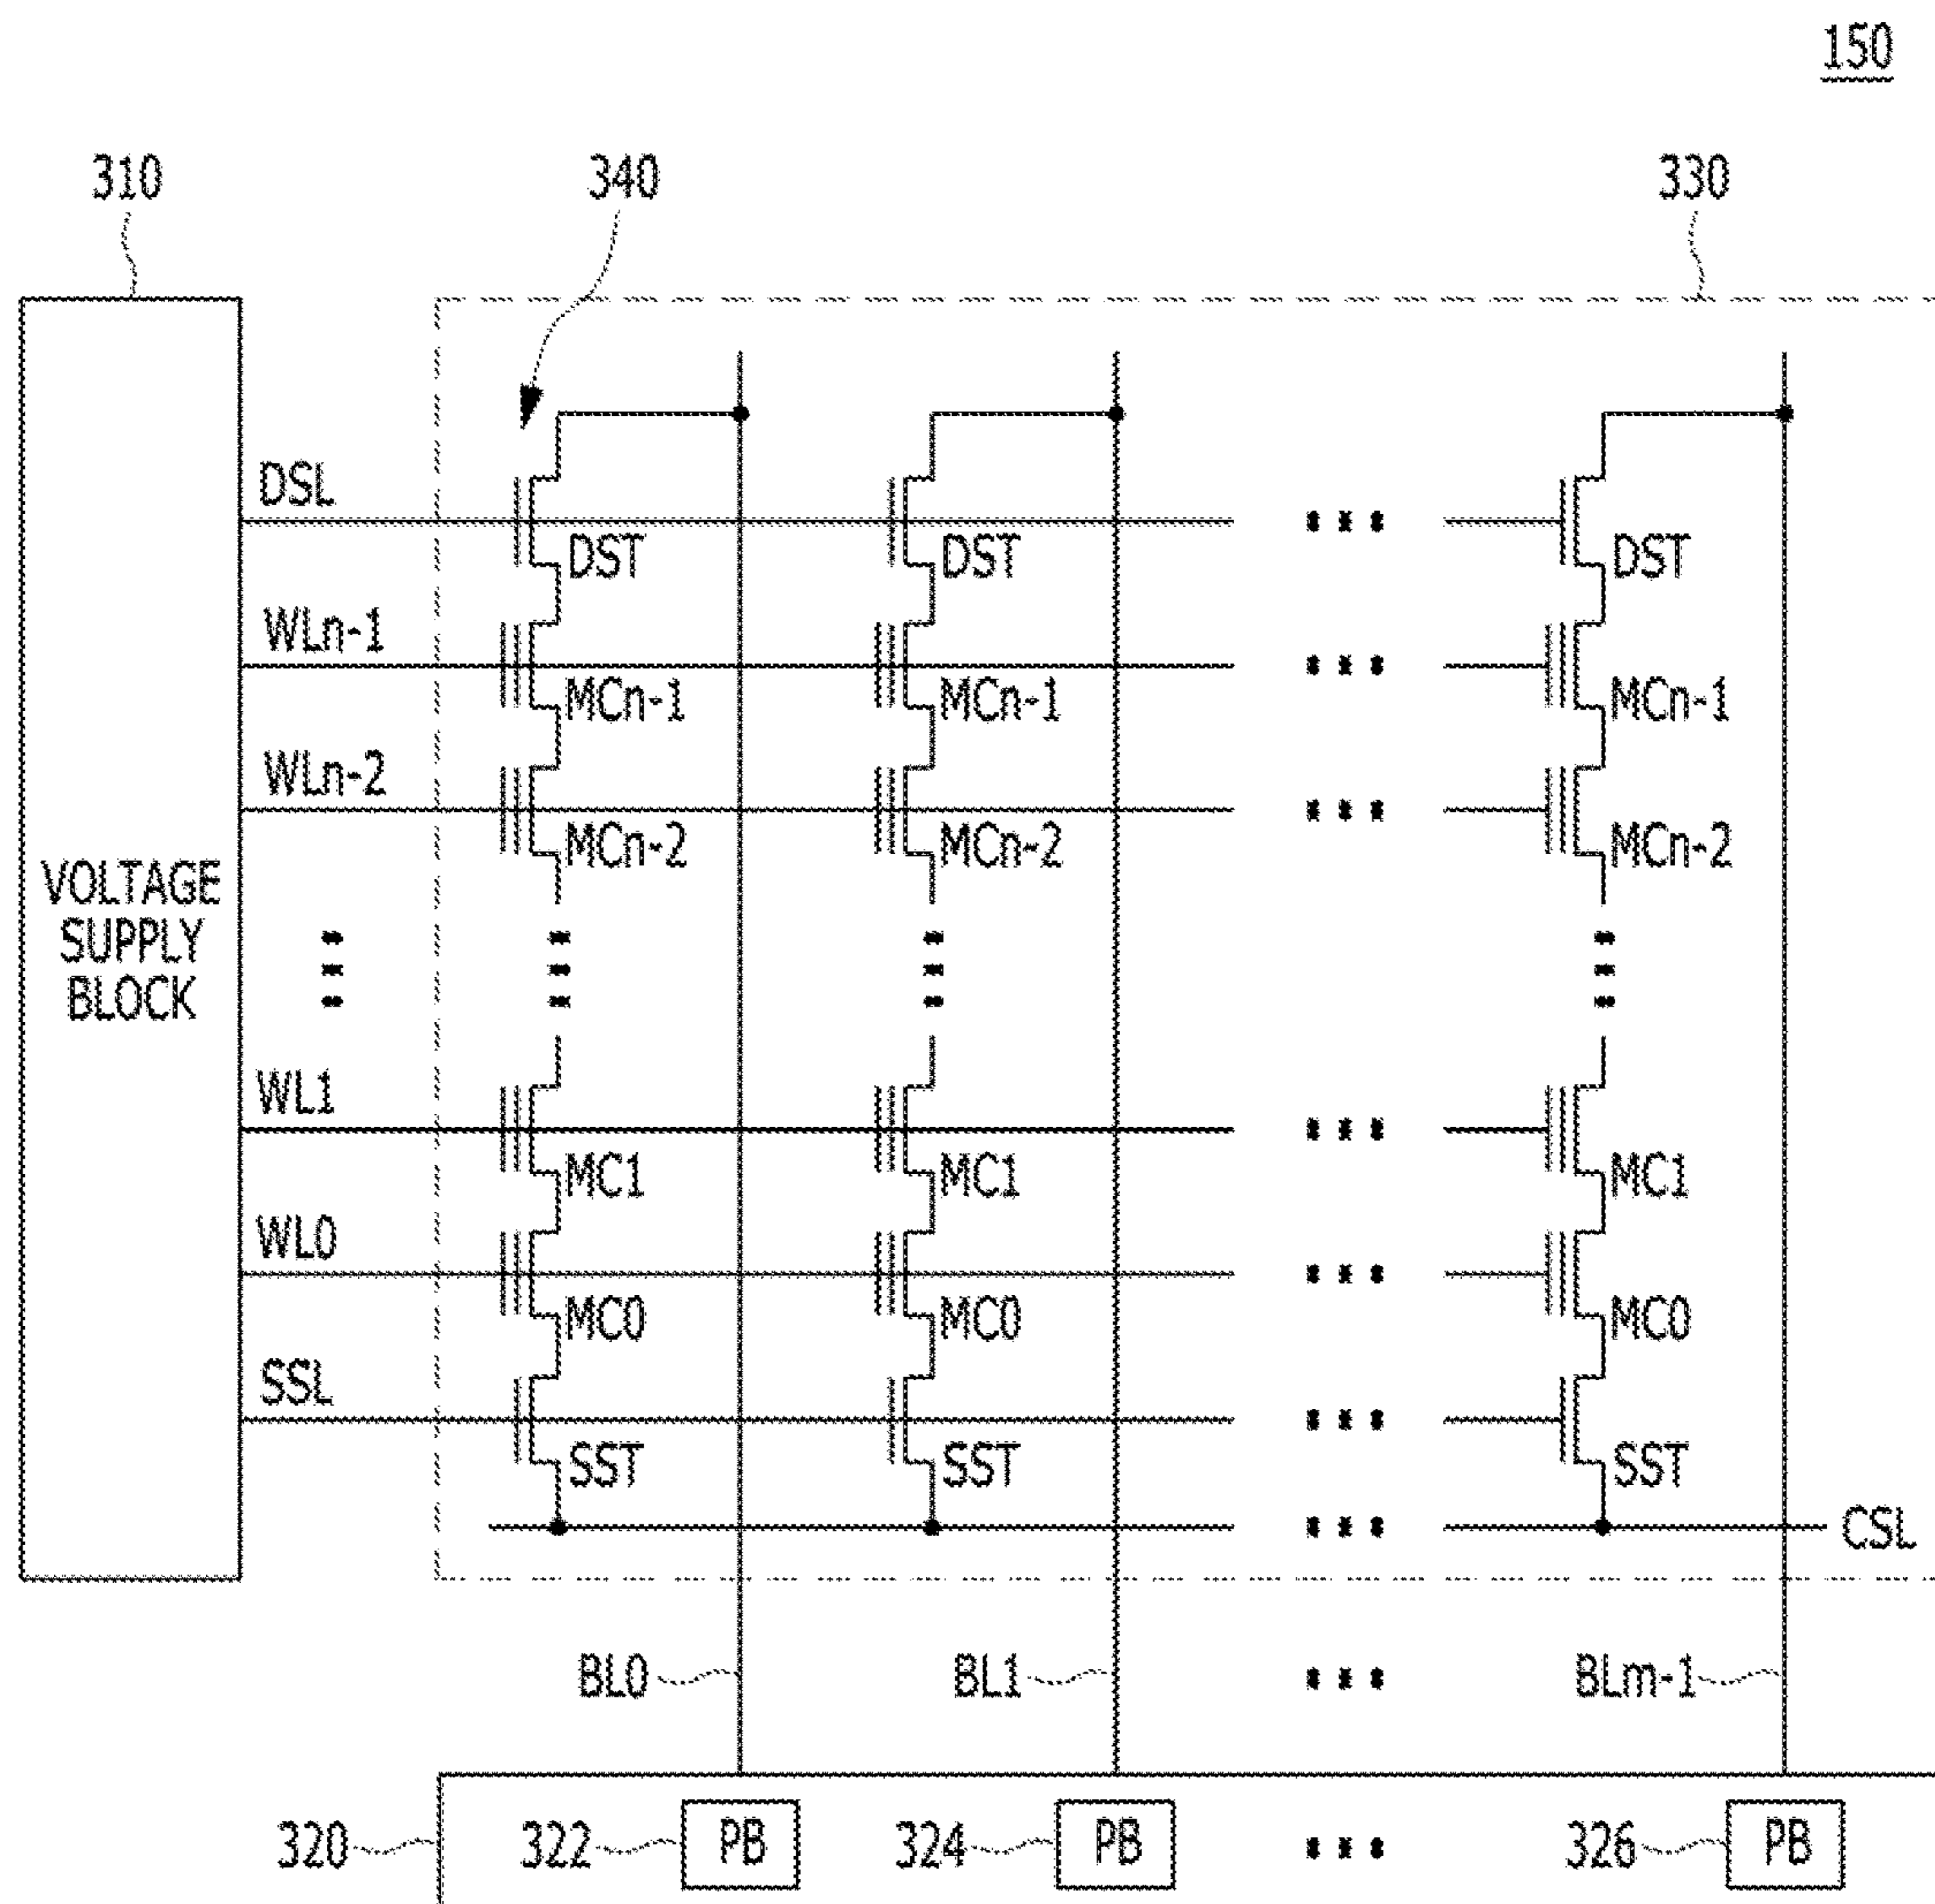 150
310 340 330
DSL
DST DST DST
WLn-1
MCn-1 MCn-1 MCn-1
WLn-2
MCn-2 MCn-2 MCn-2
VOLTAGE
SUPPLY
BLOCK
WL1
MC1 MC1 MC1
WL0
MC0 MC0 MC0
SSL
SST SST SST
CSL
BL0 BL1 BLm-1
320 322 PB 324 PB 326 PB